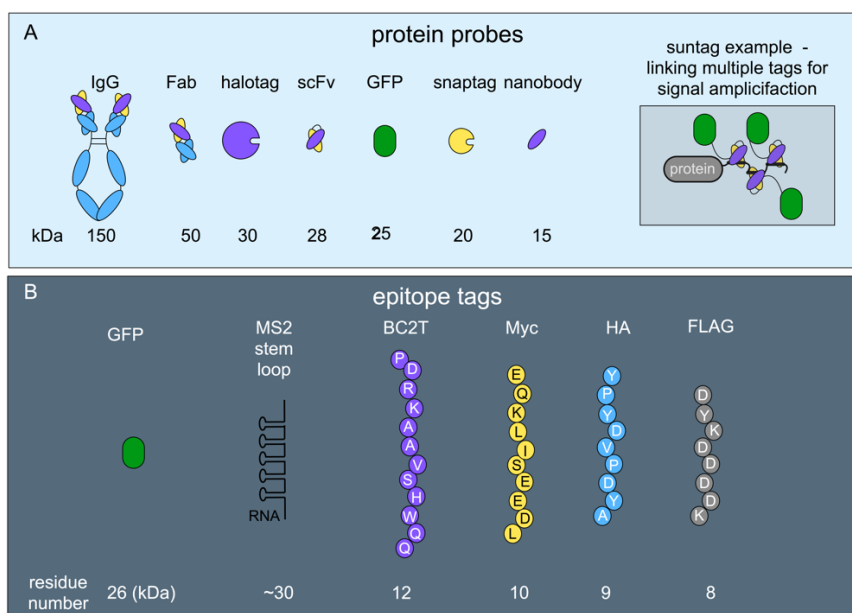 A
protein probes
suntag example -
linking multiple tags for
signal amplicifaction
IgG Fab halotag scFv GFP snaptag nanobody
protein
kDa 150 50 30 28 25 20 15
B
epitope tags
GFP
MS2
stem
loop
BC2T
Myc
HA
FLAG
P
D
R
K
A
A
V
S
H
W
Q
Q
E
Q
K
L
I
S
E
E
D
L
Y
P
Y
D
V
P
D
Y
A
D
Y
K
D
D
D
D
K
RNA
residue
number
26 (kDa) ~30 12 10 9 8